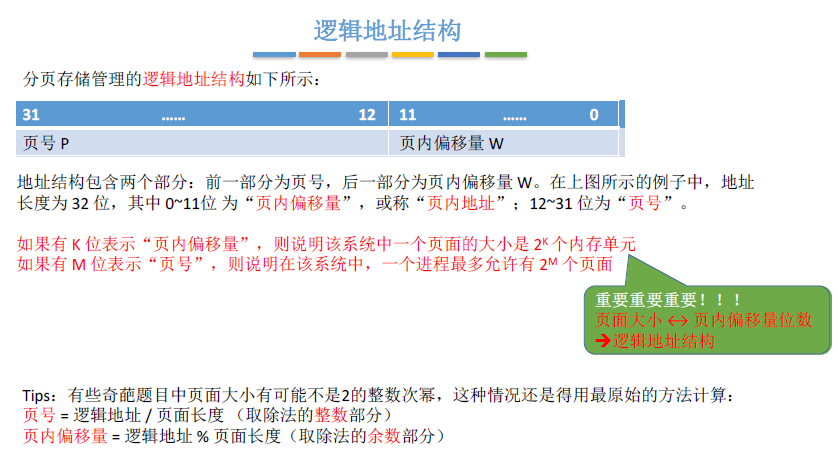 逻辑地址结构
分页存储管理的逻辑地址结构如下所示：
31 …… 12 11 …… 0
页号 P 页内偏移量 W
地址结构包含两个部分：前一部分为页号，后一部分为页内偏移量 W。在上图所示的例子中，地址
长度为 32 位，其中 0~11位 为“页内偏移量”，或称“页内地址”；12~31 位为“页号”。
如果有 K 位表示“页内偏移量”，则说明该系统中一个页面的大小是 2ᴷ 个内存单元
如果有 M 位表示“页号”，则说明在该系统中，一个进程最多允许有 2ᴹ 个页面
重要重要重要！！！
页面大小 ↔ 页内偏移量位数
➔逻辑地址结构
Tips：有些奇葩题目中页面大小有可能不是2的整数次幂，这种情况还是得用最原始的方法计算：
页号 = 逻辑地址 / 页面长度 （取除法的整数部分）
页内偏移量 = 逻辑地址 % 页面长度（取除法的余数部分）